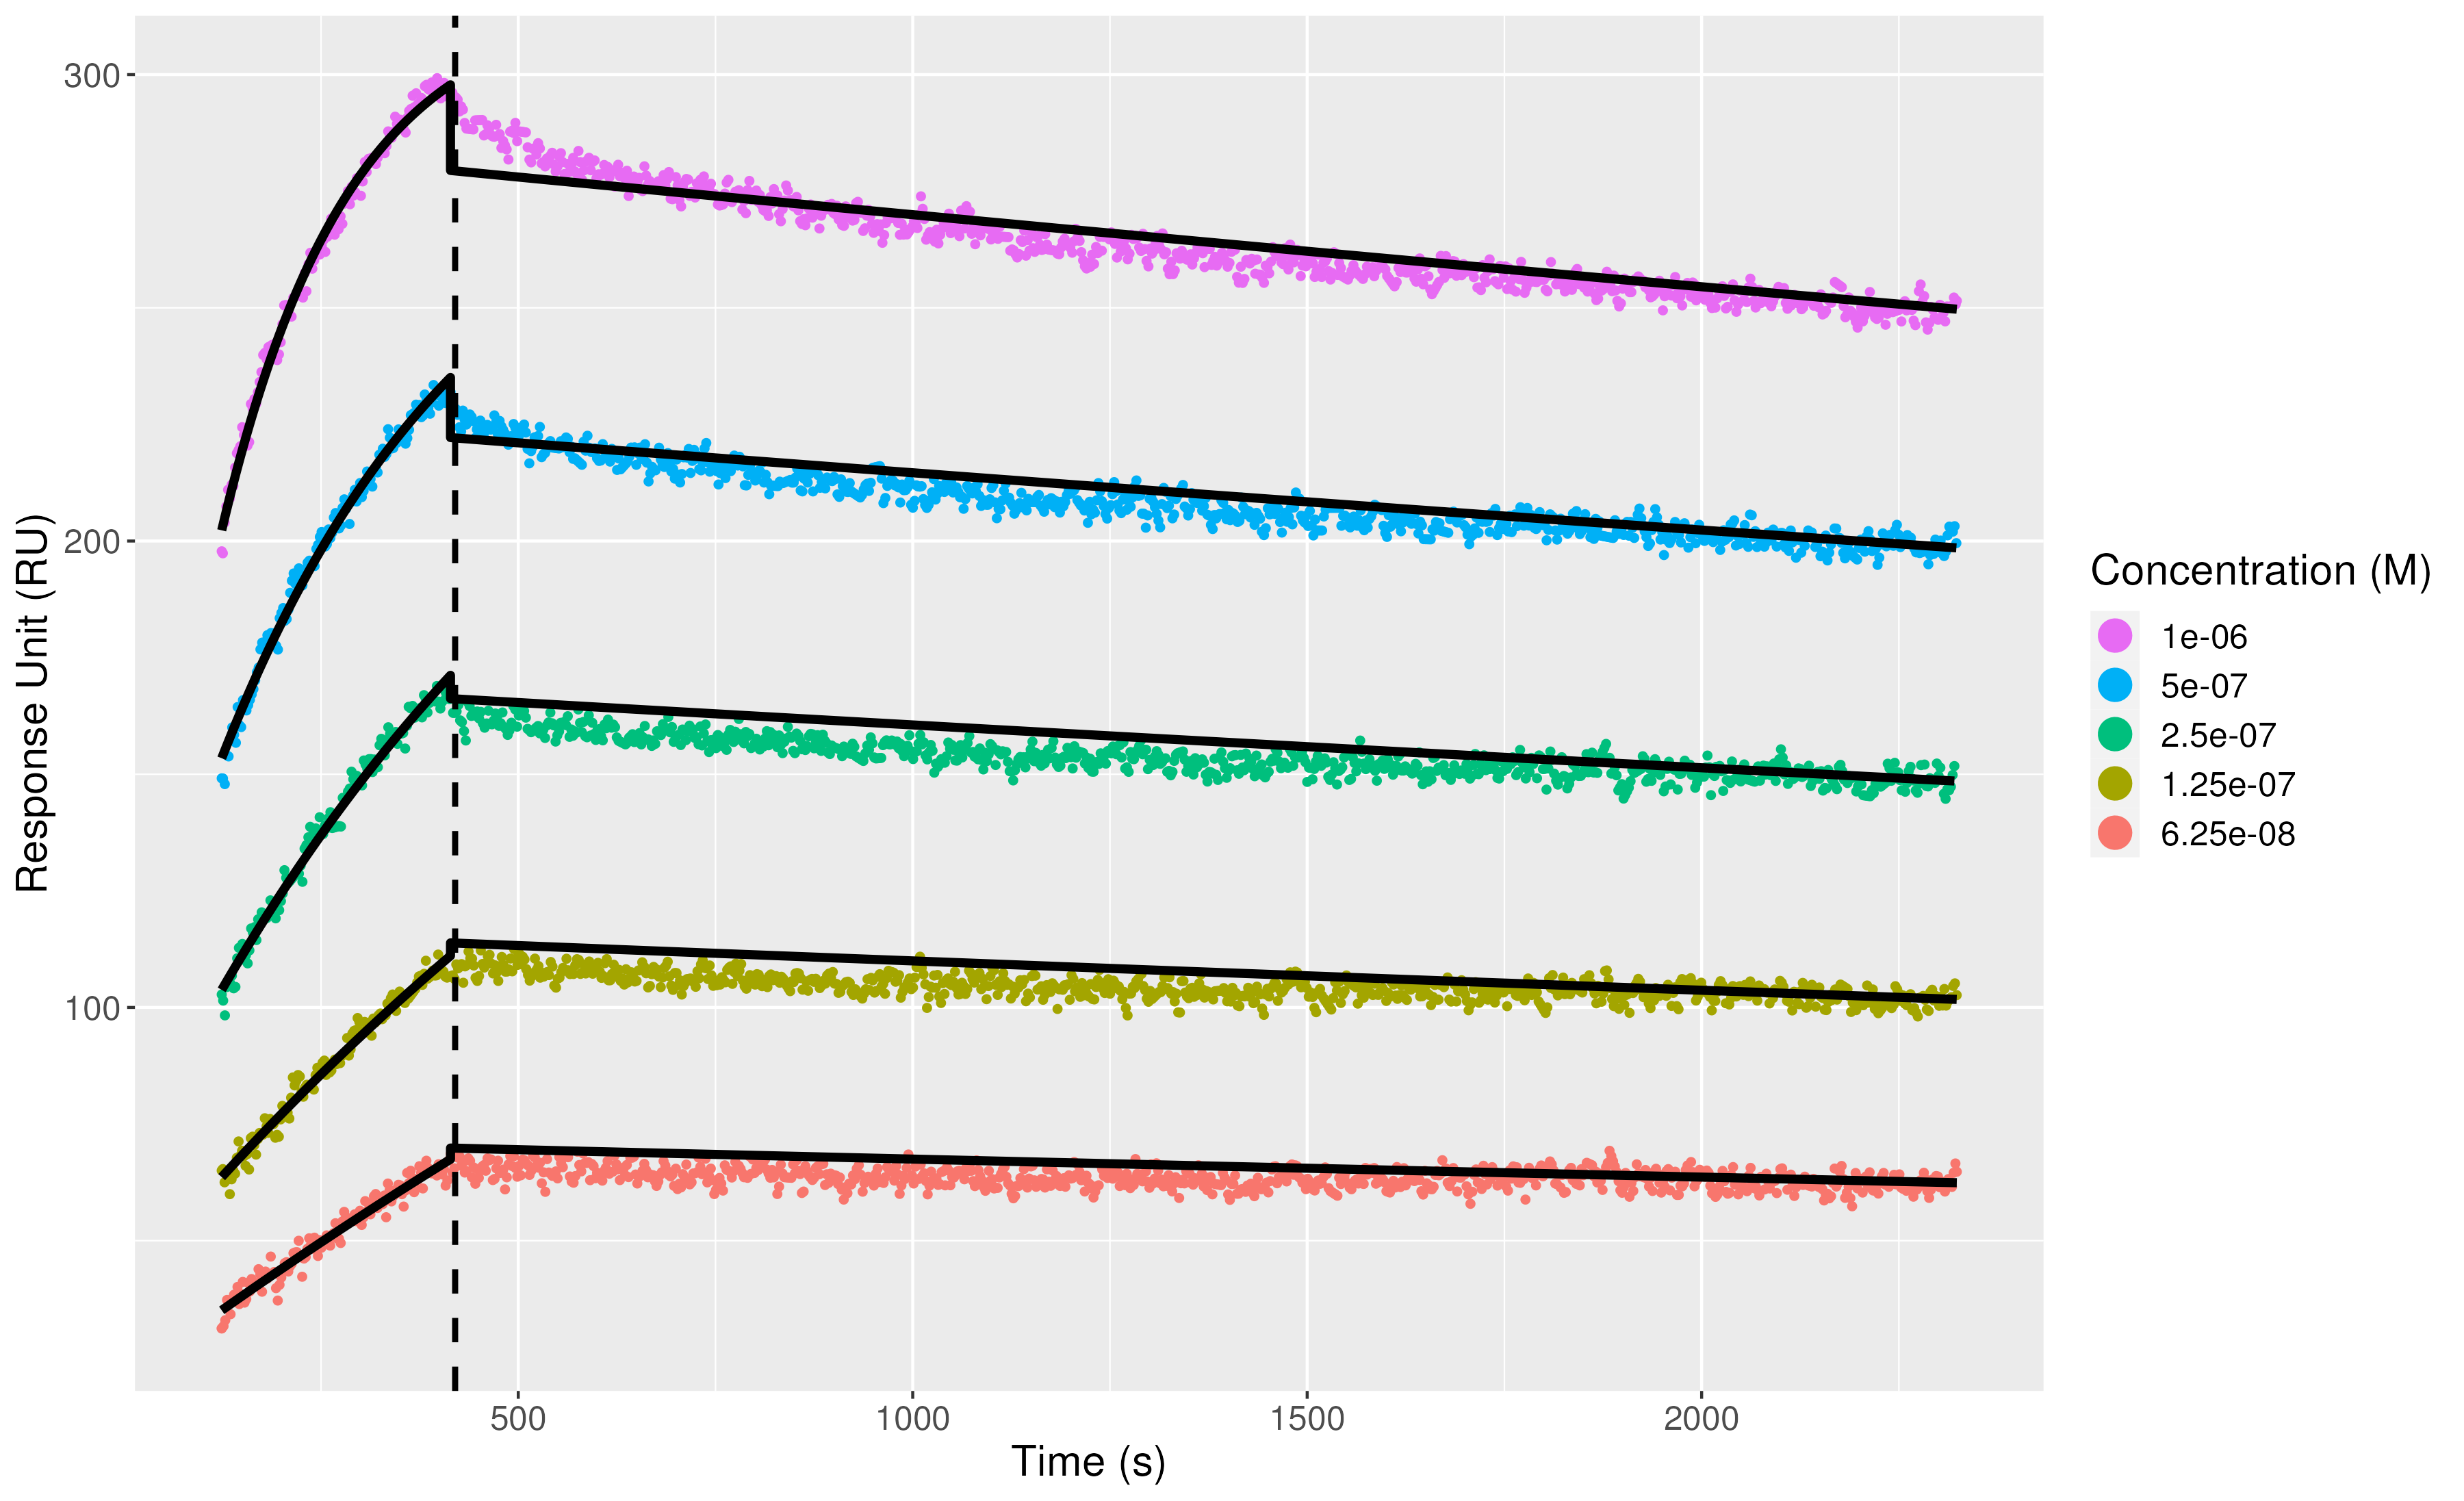 Response Unit (RU)
300
200
100
500
1000
1500
2000
Time (s)
Concentration (M)
1e-06
5e-07
2.5e-07
1.25e-07
6.25e-08